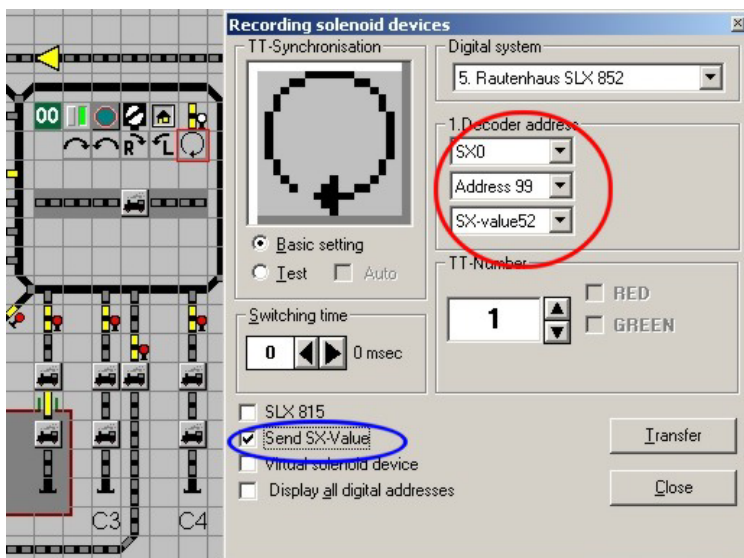 Recording solenoid devices
TT-Synchronisation
Digital system
5. Rautenhaus SLX 852
00
R
L
1.Decoder address
SX0
Address 99
SX-value52
Basic setting
Test
Auto
TT-Number
1
RED
GREEN
Switching time
0
0 msec
SLX 815
Send SX-Value
Virtual solenoid device
Display all digital addresses
Transfer
Close
C3
C4